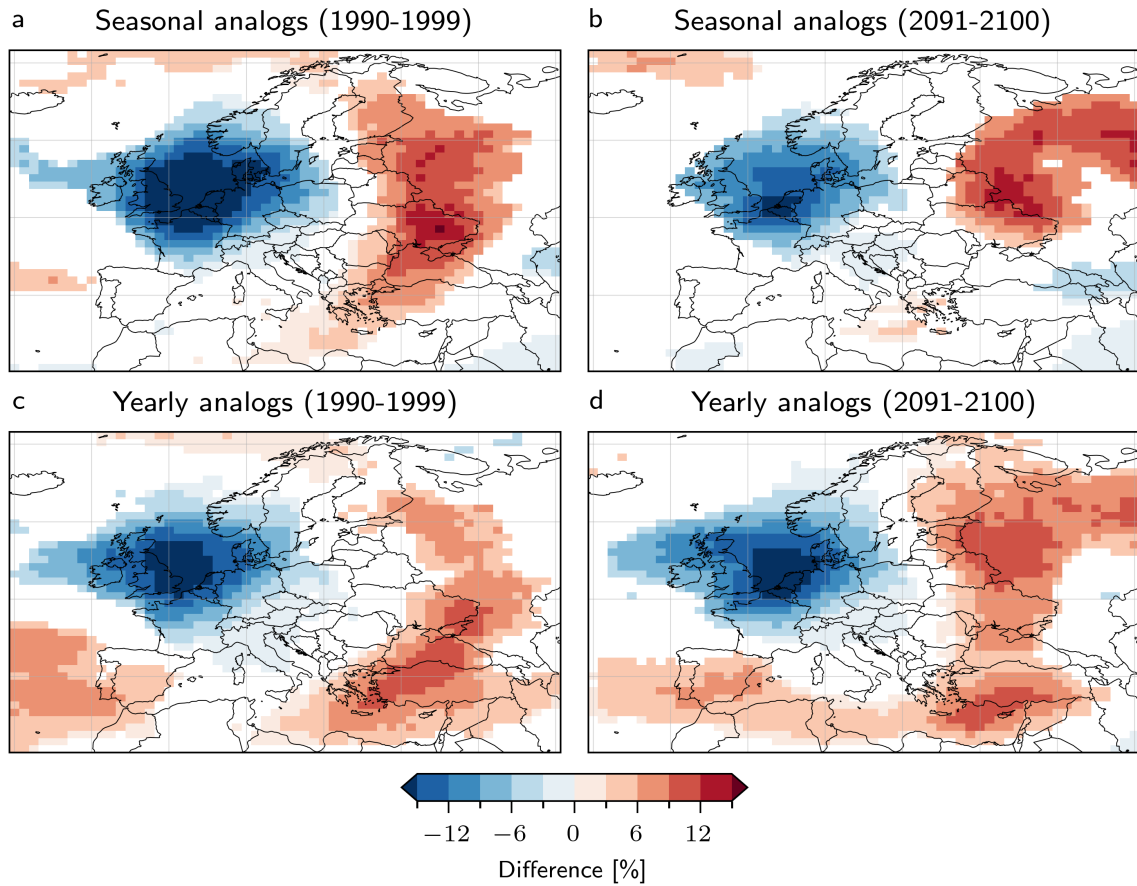 a Seasonal analogs (1990-1999)
b Seasonal analogs (2091-2100)
c Yearly analogs (1990-1999)
d Yearly analogs (2091-2100)
−12 −6 0 6 12
Difference [%]